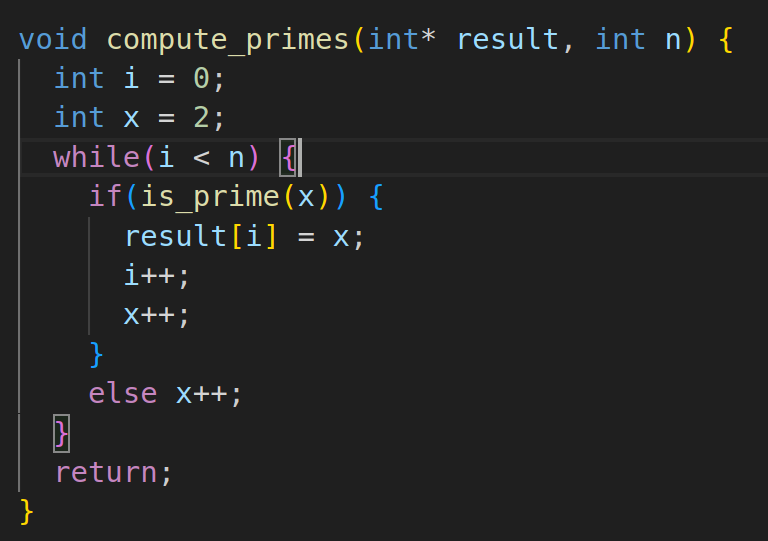 void compute_primes(int* result, int n) {
  int i = 0;
  int x = 2;
  while(i < n) {
    if(is_prime(x)) {
      result[i] = x;
      i++;
      x++;
    }
    else x++;
  }
  return;
}